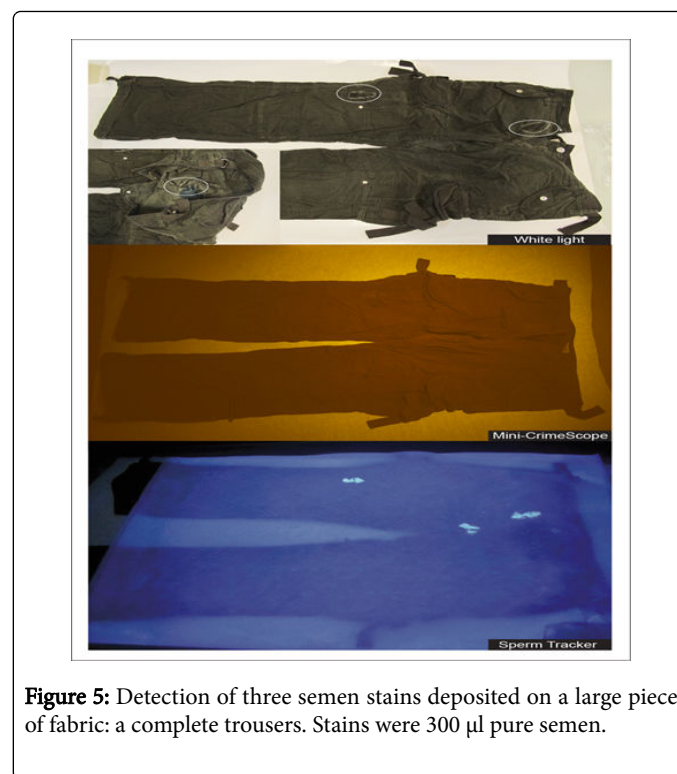 White light
Mini-CrimeScope
Sperm Tracker
Figure 5: Detection of three semen stains deposited on a large piece
of fabric: a complete trousers. Stains were 300 µl pure semen.